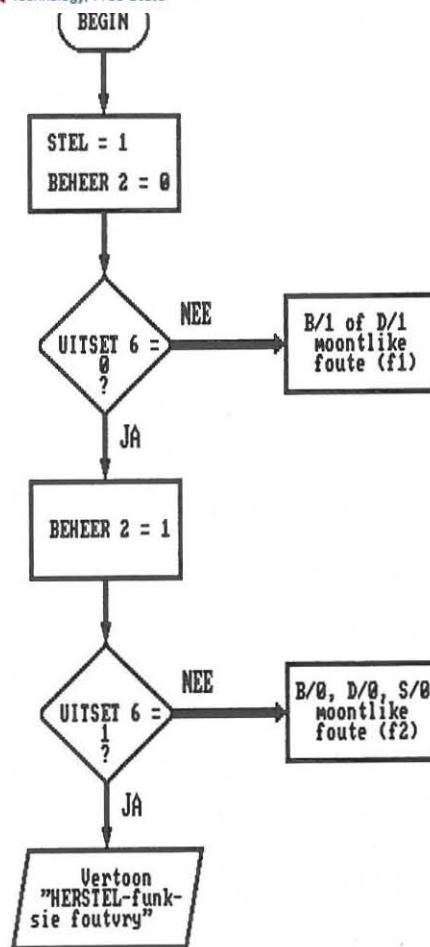 BEGIN
STEL = 1
BEHEER 2 = 0
UITSET 6 =
0
?
NEE
B/1 of D/1
moontlike
foute (f1)
JA
BEHEER 2 = 1
UITSET 6 =
1
?
NEE
B/0, D/0, S/0
moontlike
foute (f2)
JA
Vertoon
"HERSTEL-funk-
sie foutvry"